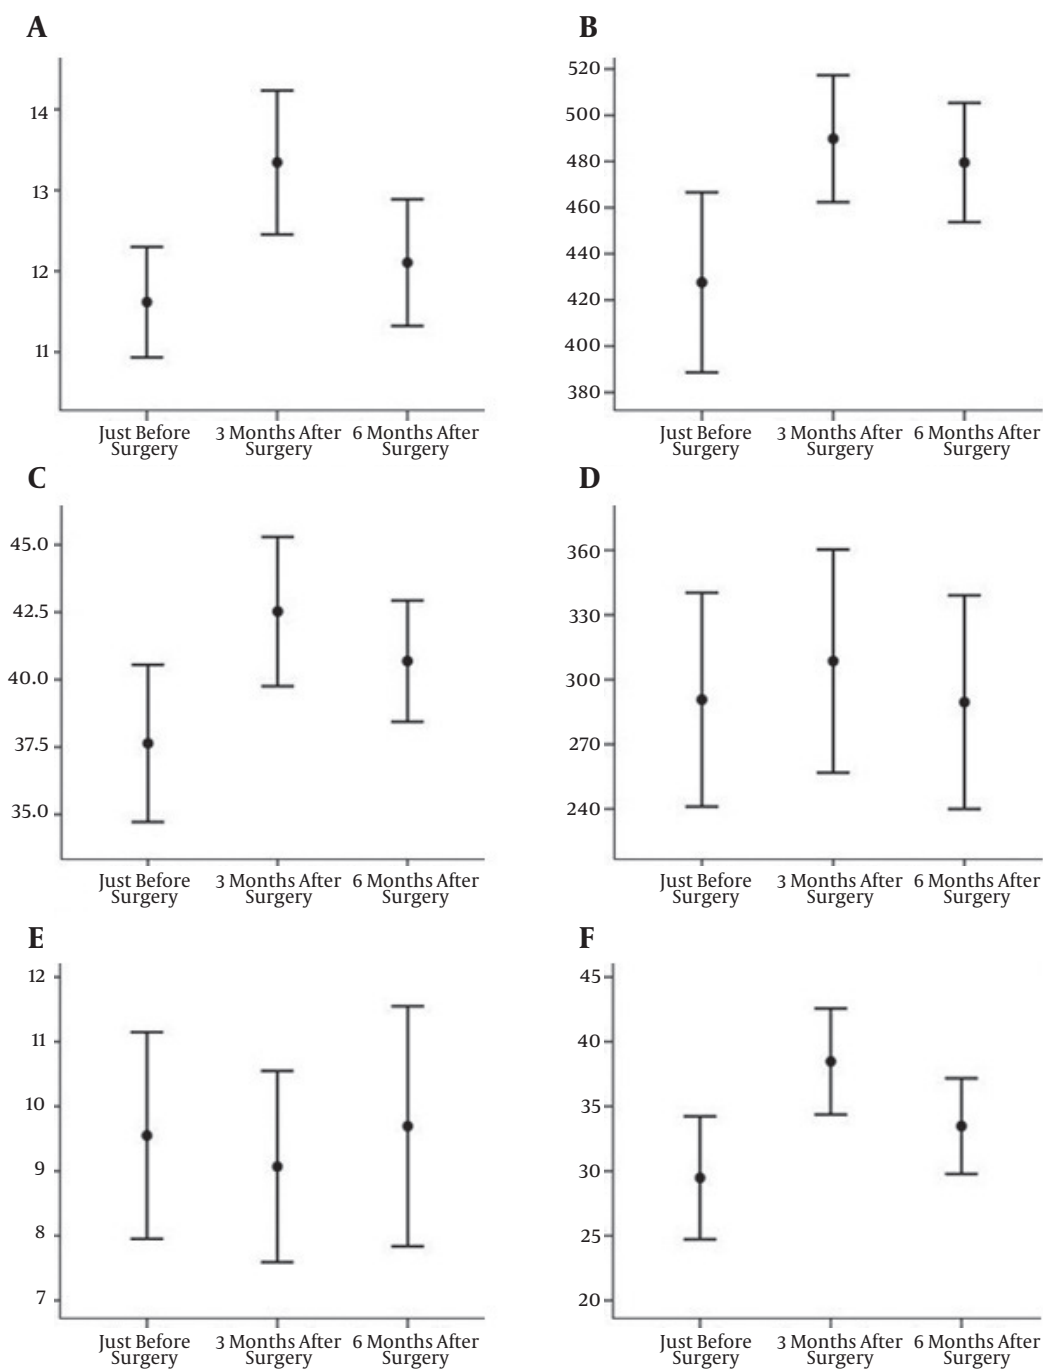 A
14
13
12
11
Just Before 3 Months After 6 Months After
Surgery Surgery Surgery
B
520
500
480
460
440
420
400
380
Just Before 3 Months After 6 Months After
Surgery Surgery Surgery
C
45.0
42.5
40.0
37.5
35.0
Just Before 3 Months After 6 Months After
Surgery Surgery Surgery
D
360
330
300
270
240
Just Before 3 Months After 6 Months After
Surgery Surgery Surgery
E
12
11
10
9
8
7
Just Before 3 Months After 6 Months After
Surgery Surgery Surgery
F
45
40
35
30
25
20
Just Before 3 Months After 6 Months After
Surgery Surgery Surgery